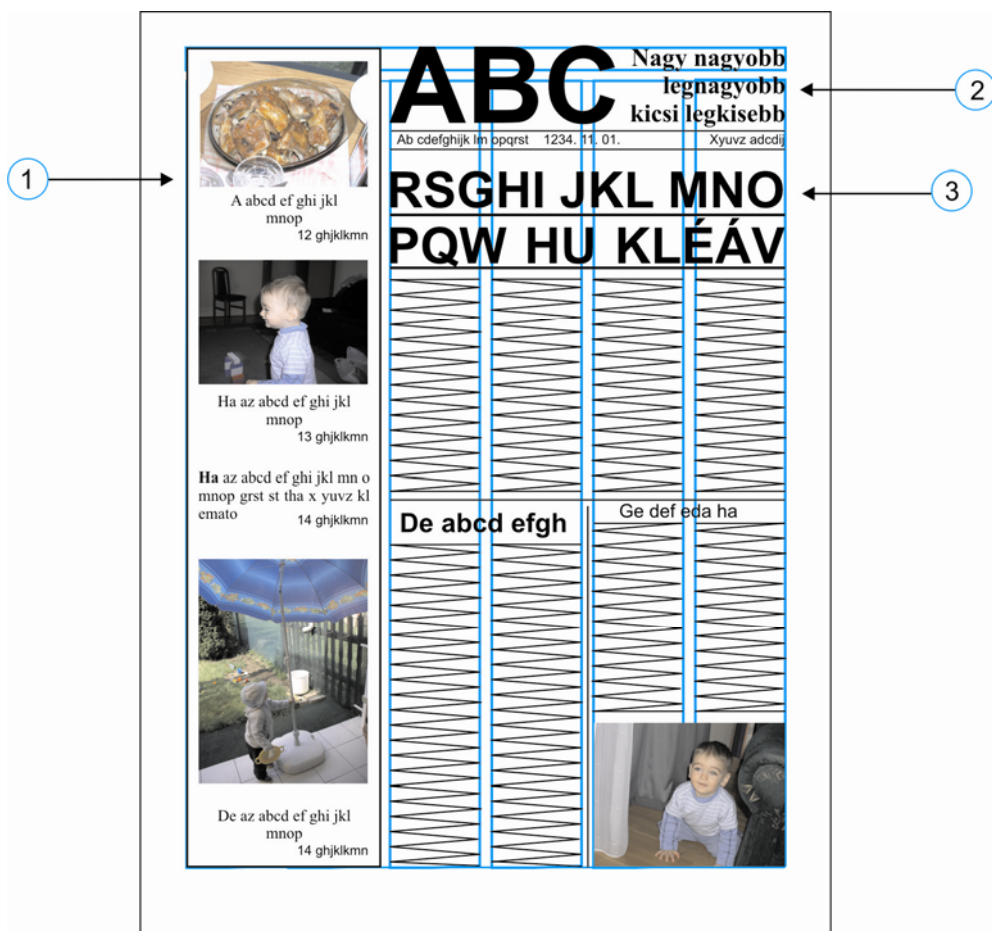 1
A abcd ef ghi jkl
mnop
12 ghjklkmn
Ha az abcd ef ghi jkl
mnop
13 ghjklkmn
Ha az abcd ef ghi jkl mn o
mnop grst st tha x yuvz kl
emato
14 ghjklkmn
De az abcd ef ghi jkl
mnop
14 ghjklkmn
ABC
Nagy nagyobb
legnagyobb
kicsi legkisebb
2
Ab cdefghijk lm opqrst 1234. 11. 01. Xyuvz adcdij
RSGHI JKL MNO
3
PQW HU KLÉÁV
De abcd efgh
Ge def eda ha